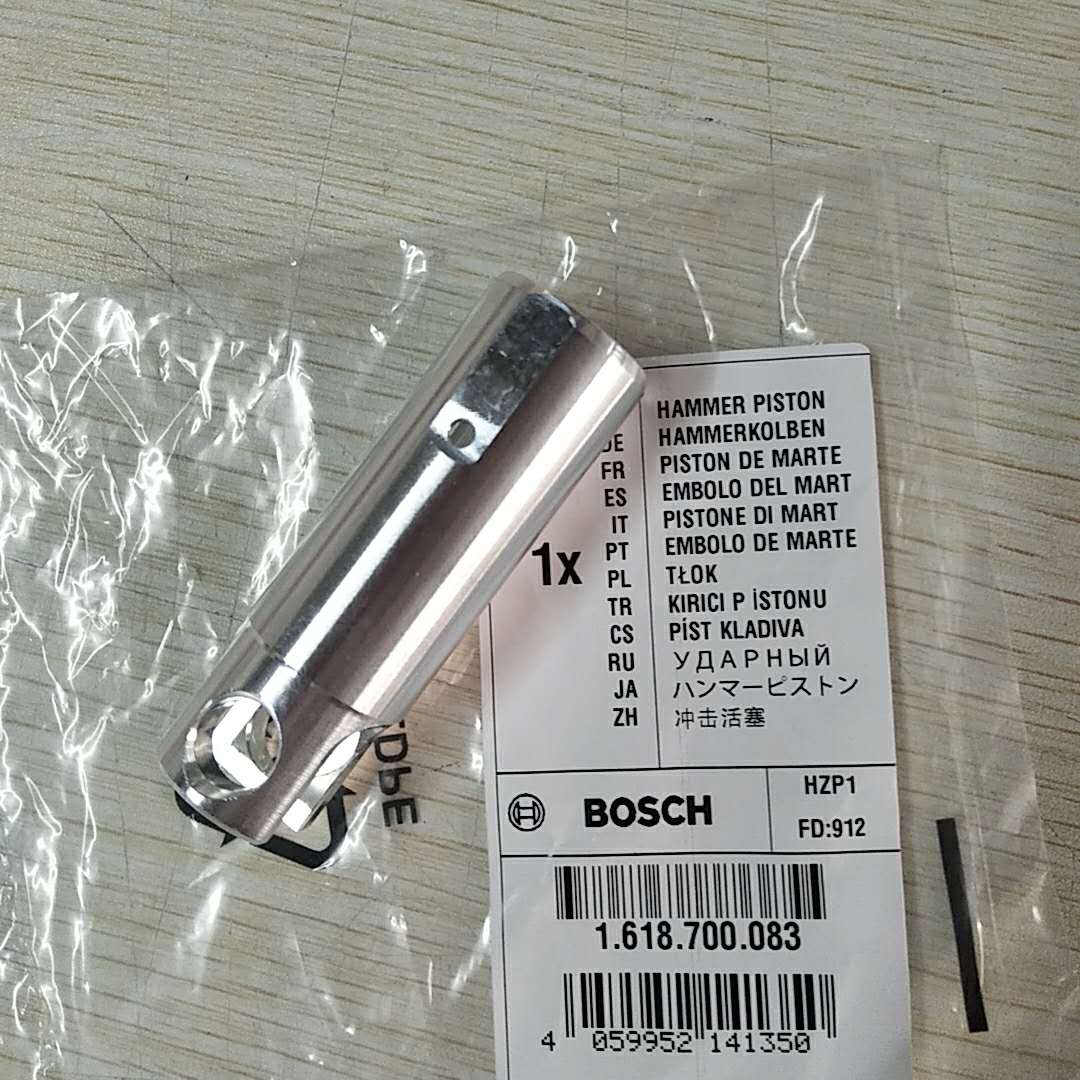 HAMMER PISTON
DE HAMMERKOLBEN
FR PISTON DE MARTE
ES EMBOLO DEL MART
IT PISTONE DI MART
PT EMBOLO DE MARTE
PL TŁOK
TR KIRICI P İSTONU
CS PÍST KLADIVA
RU УДАРНЫЙ
JA ハンマーピストン
ZH 冲击活塞
1x
BOSCH
HZP1
FD:912
1.618.700.083
4 059952 141350